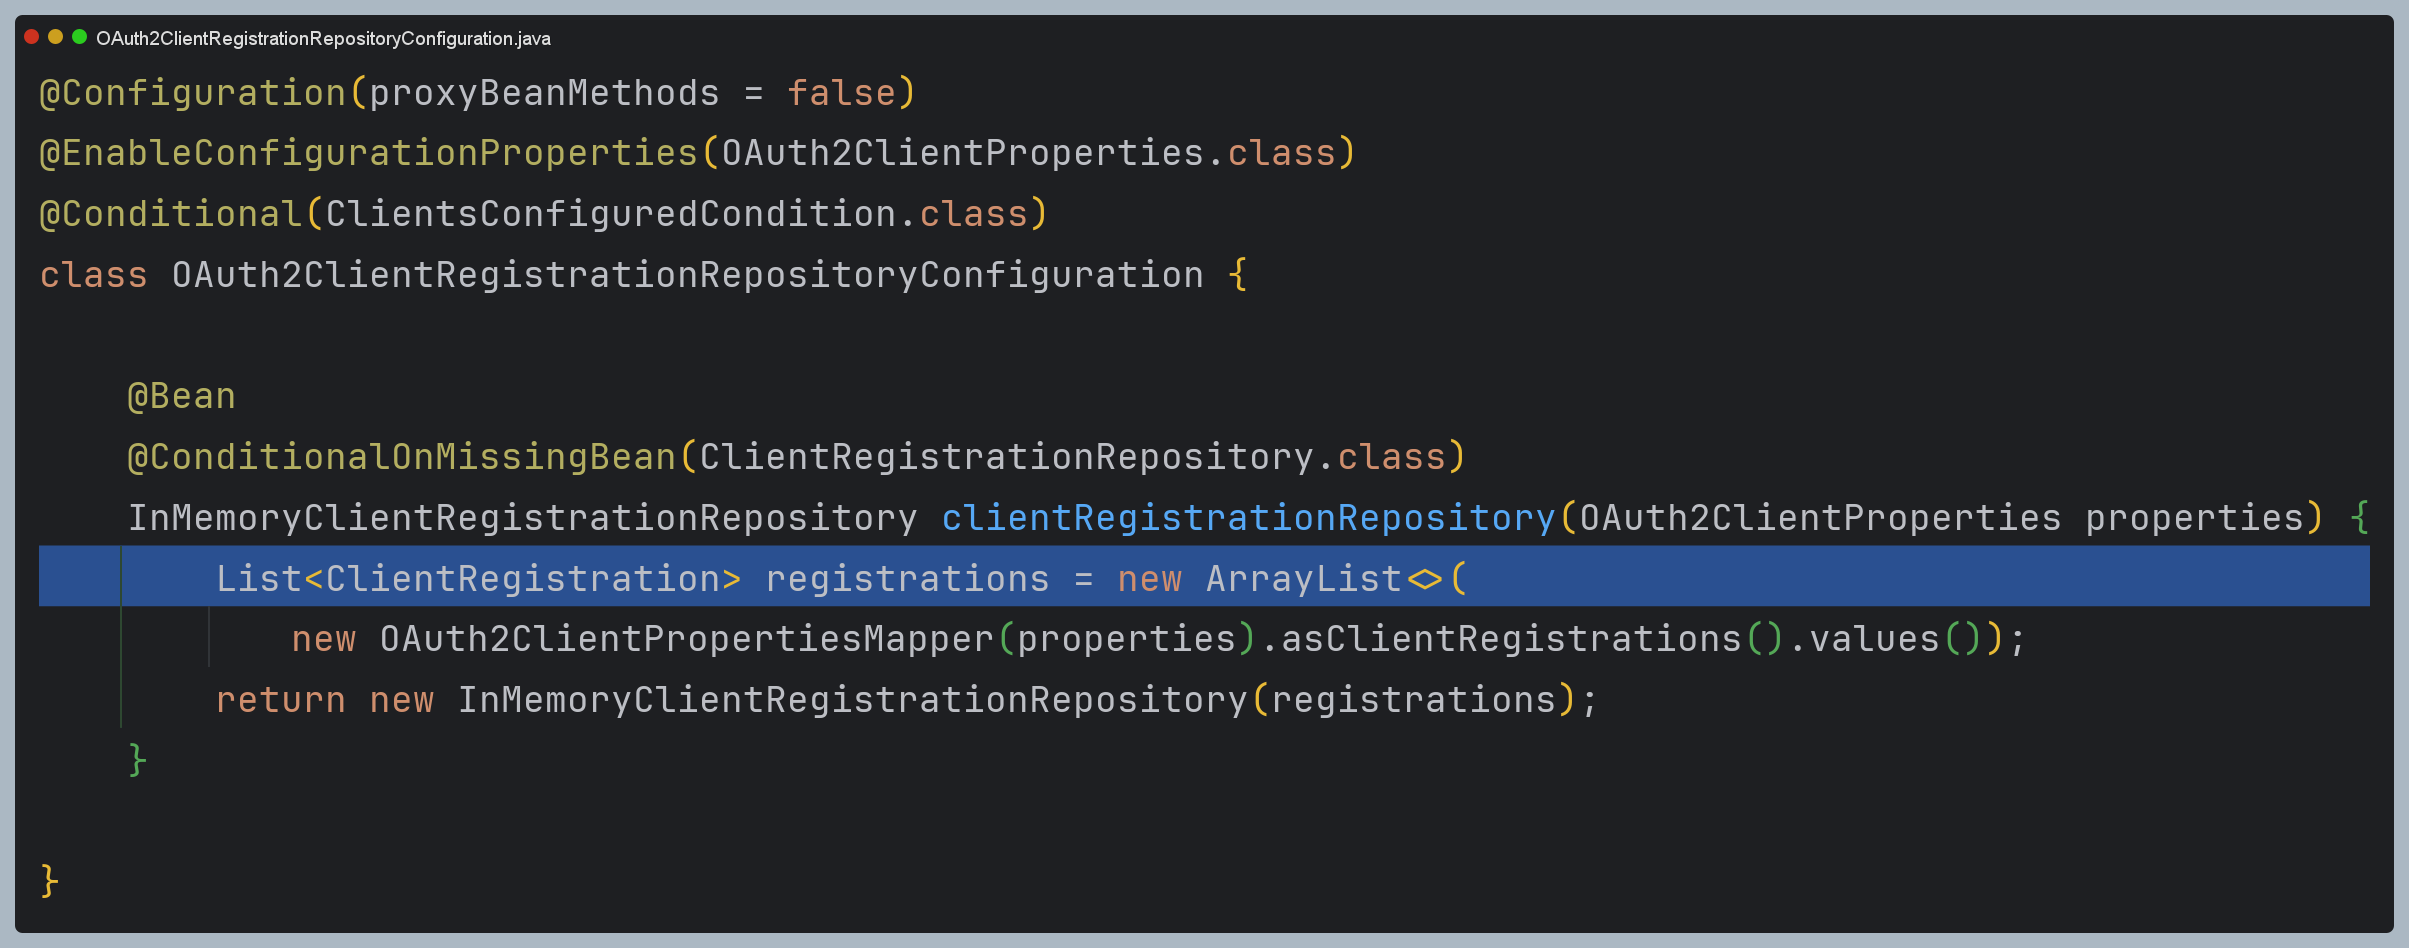 OAuth2ClientRegistrationRepositoryConfiguration.java
@Configuration(proxyBeanMethods = false)
@EnableConfigurationProperties(OAuth2ClientProperties.class)
@Conditional(ClientsConfiguredCondition.class)
class OAuth2ClientRegistrationRepositoryConfiguration {
@Bean
@ConditionalOnMissingBean(ClientRegistrationRepository.class)
InMemoryClientRegistrationRepository clientRegistrationRepository(OAuth2ClientProperties properties) {
List<ClientRegistration> registrations = new ArrayList<>(
new OAuth2ClientPropertiesMapper(properties).asClientRegistrations().values());
return new InMemoryClientRegistrationRepository(registrations);
}
}